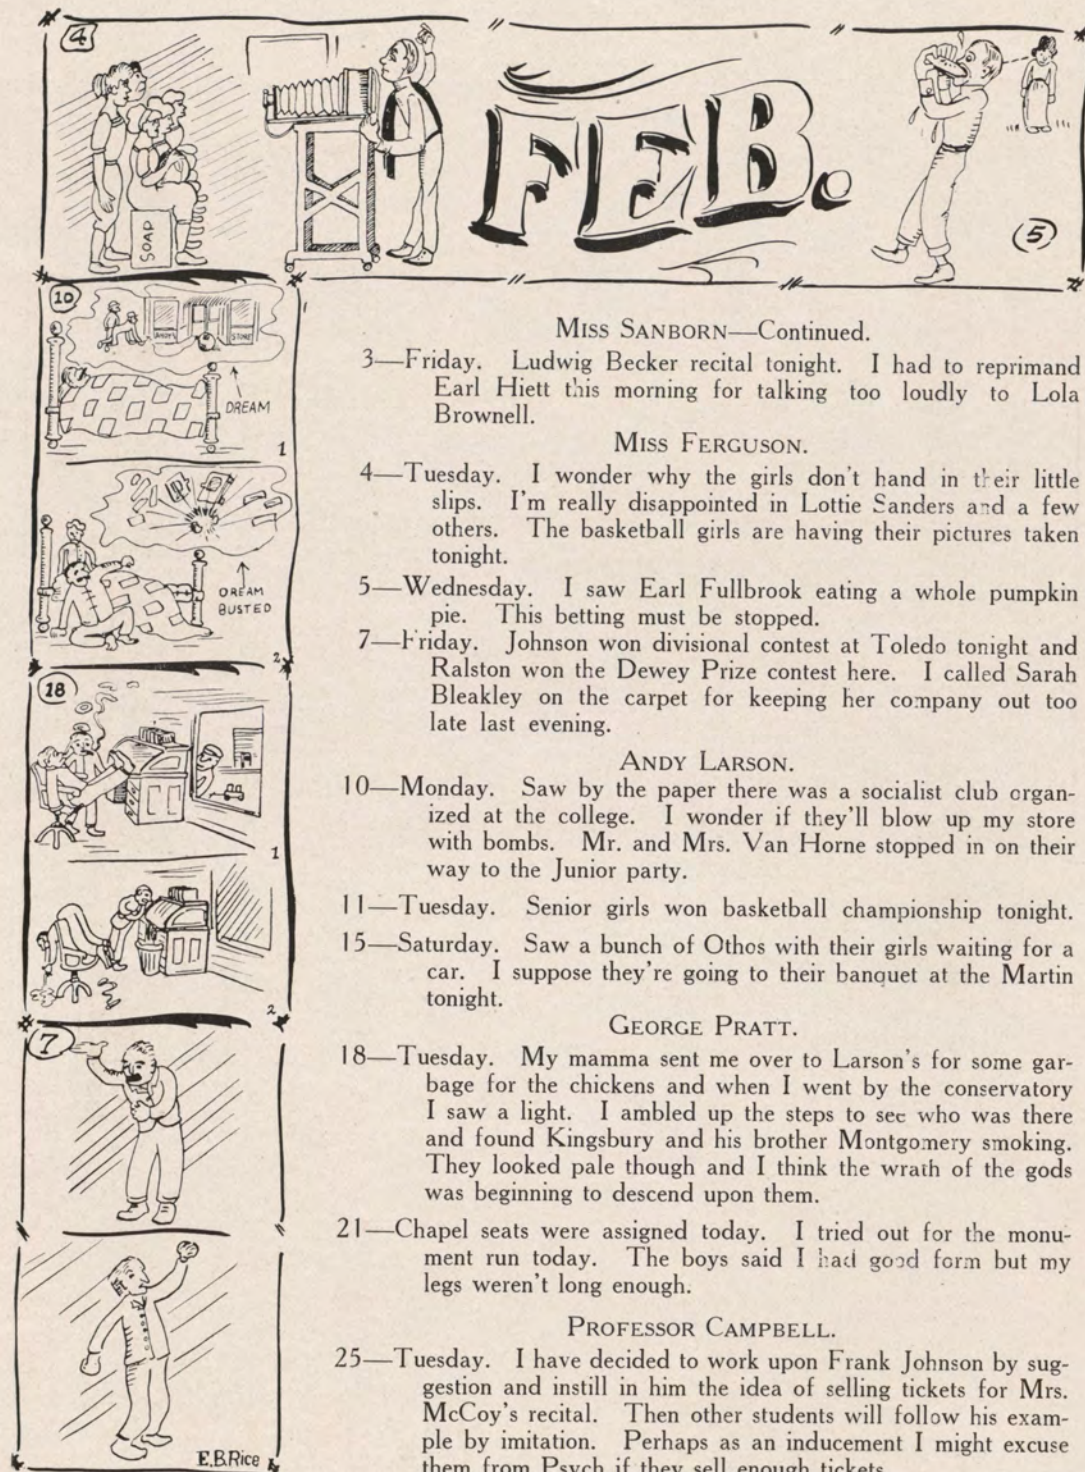 4
FEB.
5
SOAP
10
ANDY'S STORE
DREAM
1
DREAM
BUSTED
2
18
1
2
7
E.B.Rice
MISS SANBORN—Continued.
3—Friday. Ludwig Becker recital tonight. I had to reprimand
Earl Hiett this morning for talking too loudly to Lola
Brownell.
MISS FERGUSON.
4—Tuesday. I wonder why the girls don't hand in their little
slips. I'm really disappointed in Lottie Sanders and a few
others. The basketball girls are having their pictures taken
tonight.
5—Wednesday. I saw Earl Fullbrook eating a whole pumpkin
pie. This betting must be stopped.
7—Friday. Johnson won divisional contest at Toledo tonight and
Ralston won the Dewey Prize contest here. I called Sarah
Bleakley on the carpet for keeping her company out too
late last evening.
ANDY LARSON.
10—Monday. Saw by the paper there was a socialist club organ-
ized at the college. I wonder if they'll blow up my store
with bombs. Mr. and Mrs. Van Horne stopped in on their
way to the Junior party.
11—Tuesday. Senior girls won basketball championship tonight.
15—Saturday. Saw a bunch of Othos with their girls waiting for a
car. I suppose they're going to their banquet at the Martin
tonight.
GEORGE PRATT.
18—Tuesday. My mamma sent me over to Larson's for some gar-
bage for the chickens and when I went by the conservatory
I saw a light. I ambled up the steps to see who was there
and found Kingsbury and his brother Montgomery smoking.
They looked pale though and I think the wrath of the gods
was beginning to descend upon them.
21—Chapel seats were assigned today. I tried out for the monu-
ment run today. The boys said I had good form but my
legs weren't long enough.
PROFESSOR CAMPBELL.
25—Tuesday. I have decided to work upon Frank Johnson by sug-
gestion and instill in him the idea of selling tickets for Mrs.
McCoy's recital. Then other students will follow his exam-
ple by imitation. Perhaps as an inducement I might excuse
them from Psych if they sell enough tickets.